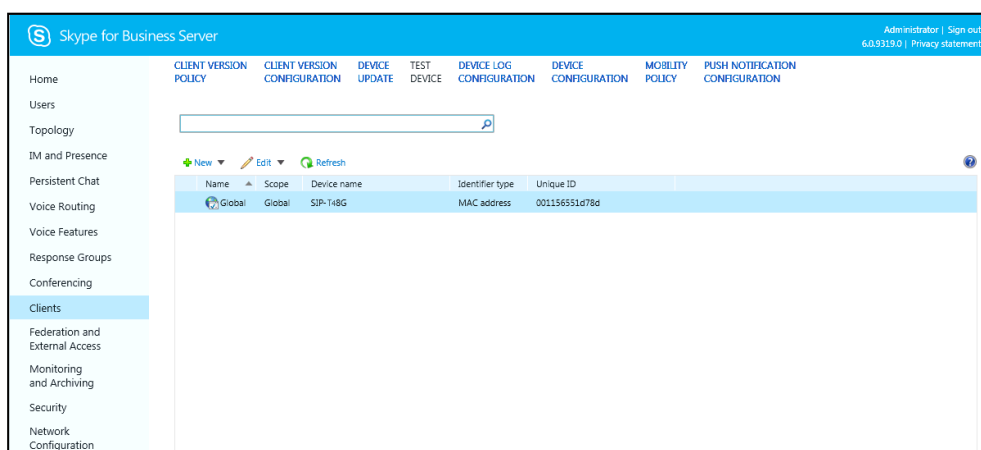 S Skype for Business Server
Administrator | Sign out
6.0.9319.0 | Privacy statement
Home
Users
Topology
IM and Presence
Persistent Chat
Voice Routing
Voice Features
Response Groups
Conferencing
Clients
Federation and
External Access
Monitoring
and Archiving
Security
Network
Configuration
CLIENT VERSION
POLICY
CLIENT VERSION
CONFIGURATION
DEVICE
UPDATE
TEST
DEVICE
DEVICE LOG
CONFIGURATION
DEVICE
CONFIGURATION
MOBILITY
POLICY
PUSH NOTIFICATION
CONFIGURATION
New Edit Refresh ?
Name Scope Device name Identifier type Unique ID
Global Global SIP-T48G MAC address 001156551d78d